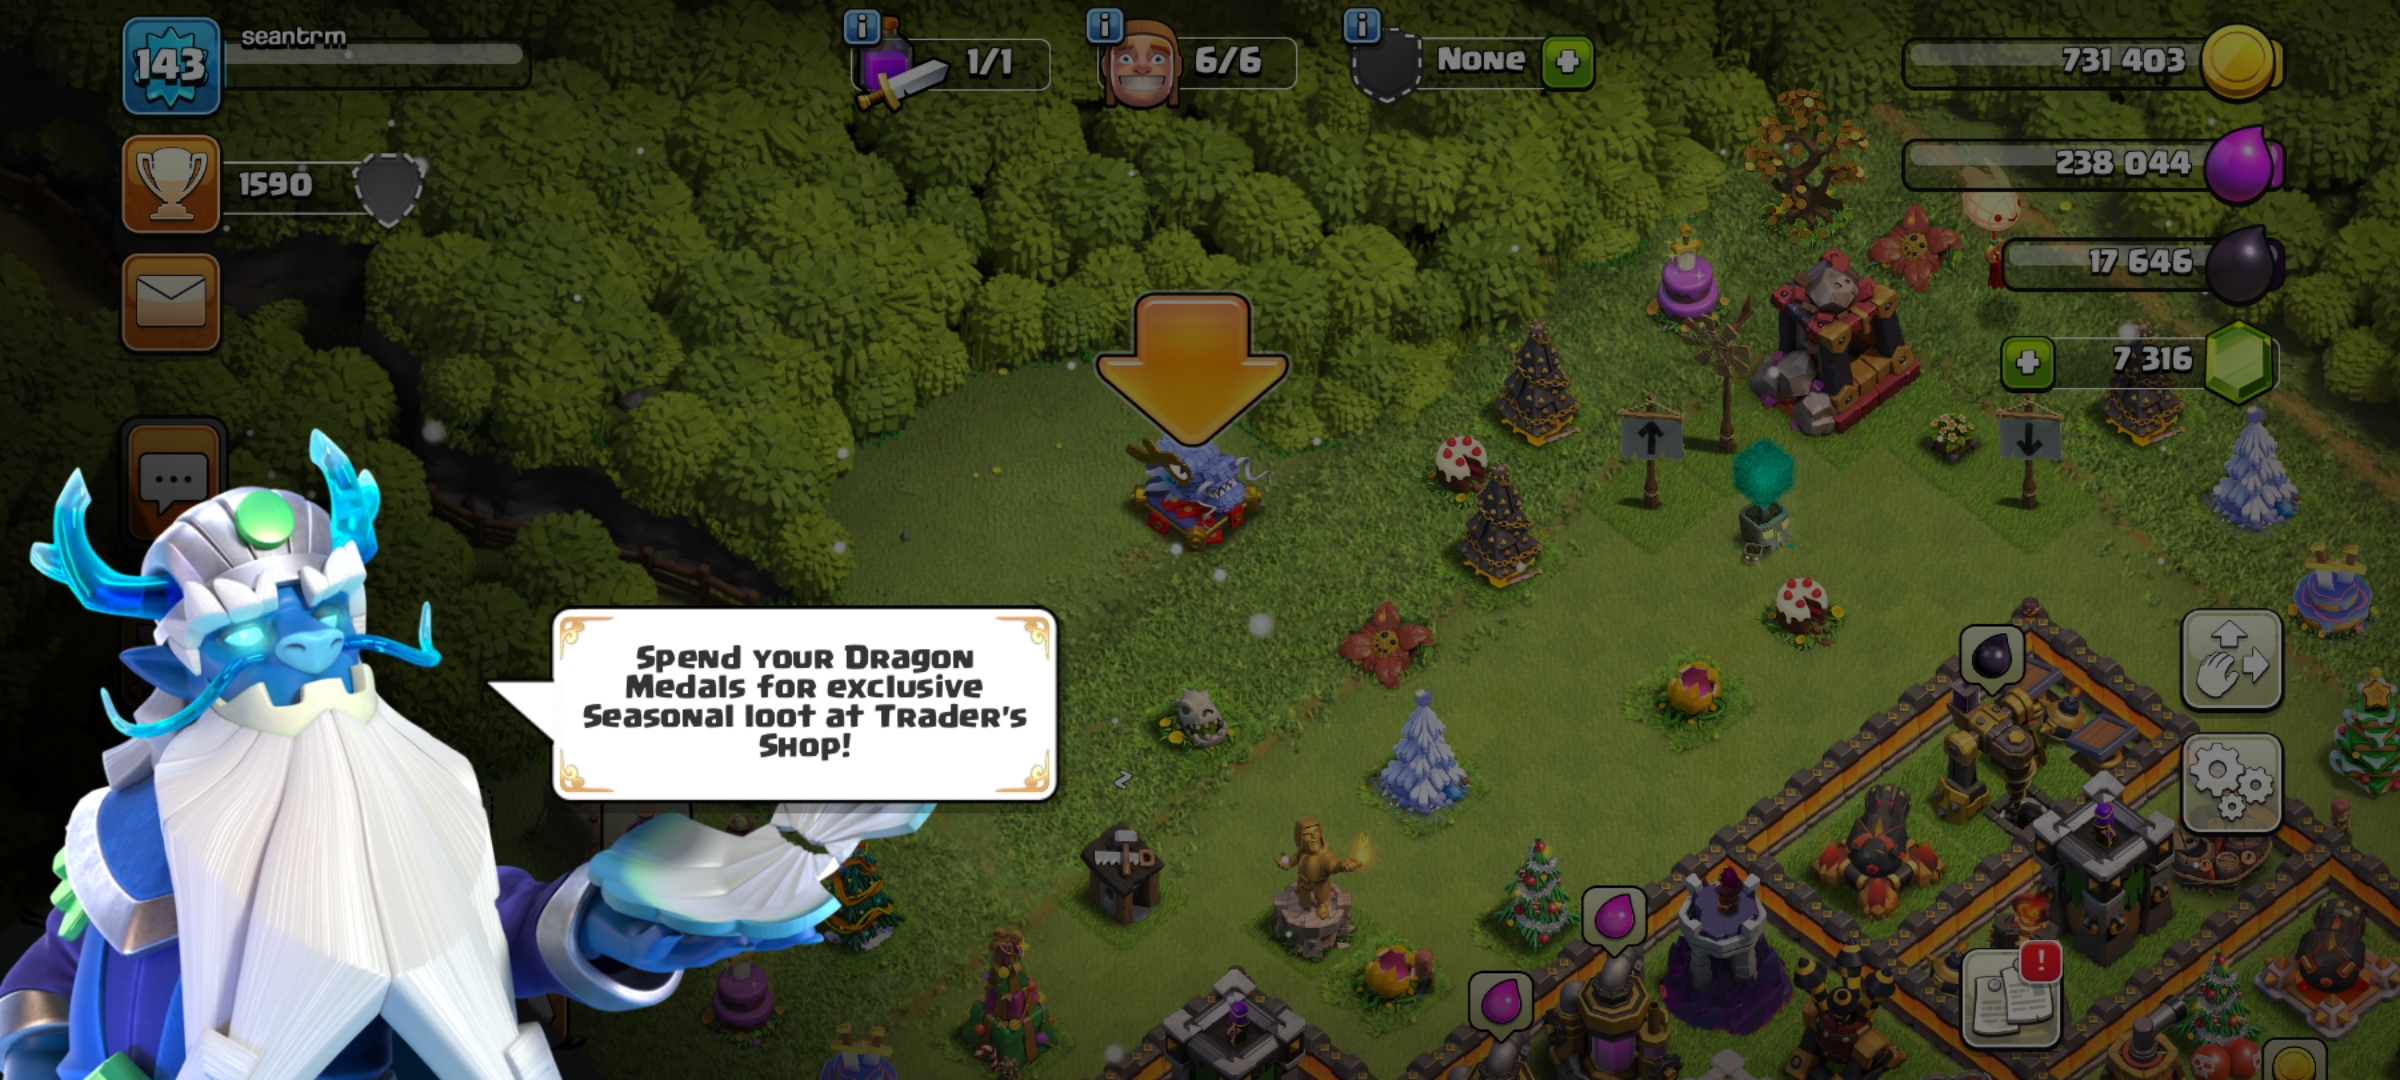 143
seantrm
1/1
6/6
None
731 403
1590
238 044
17 646
7 316
Spend your Dragon
Medals for exclusive
Seasonal loot at Trader's
Shop!
z
!